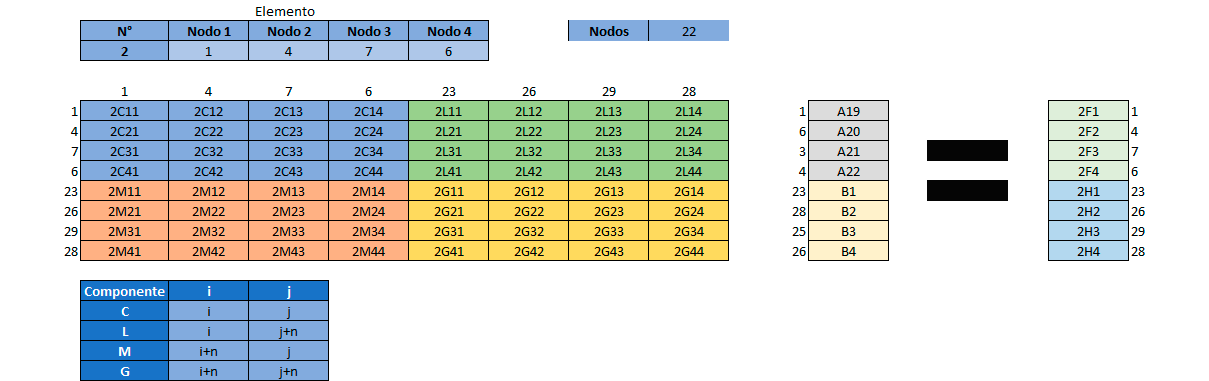 Elemento
N° Nodo 1 Nodo 2 Nodo 3 Nodo 4 Nodos 22
2 1 4 7 6
1 4 7 6 23 26 29 28
1 2C11 2C12 2C13 2C14 2L11 2L12 2L13 2L14 1 A19 2F1 1
4 2C21 2C22 2C23 2C24 2L21 2L22 2L23 2L24 6 A20 2F2 4
7 2C31 2C32 2C33 2C34 2L31 2L32 2L33 2L34 3 A21 2F3 7
6 2C41 2C42 2C43 2C44 2L41 2L42 2L43 2L44 4 A22 2F4 6
23 2M11 2M12 2M13 2M14 2G11 2G12 2G13 2G14 23 B1 2H1 23
26 2M21 2M22 2M23 2M24 2G21 2G22 2G23 2G24 28 B2 2H2 26
29 2M31 2M32 2M33 2M34 2G31 2G32 2G33 2G34 25 B3 2H3 29
28 2M41 2M42 2M43 2M44 2G41 2G42 2G43 2G44 26 B4 2H4 28
Componente i j
C i j
L i j+n
M i+n j
G i+n j+n